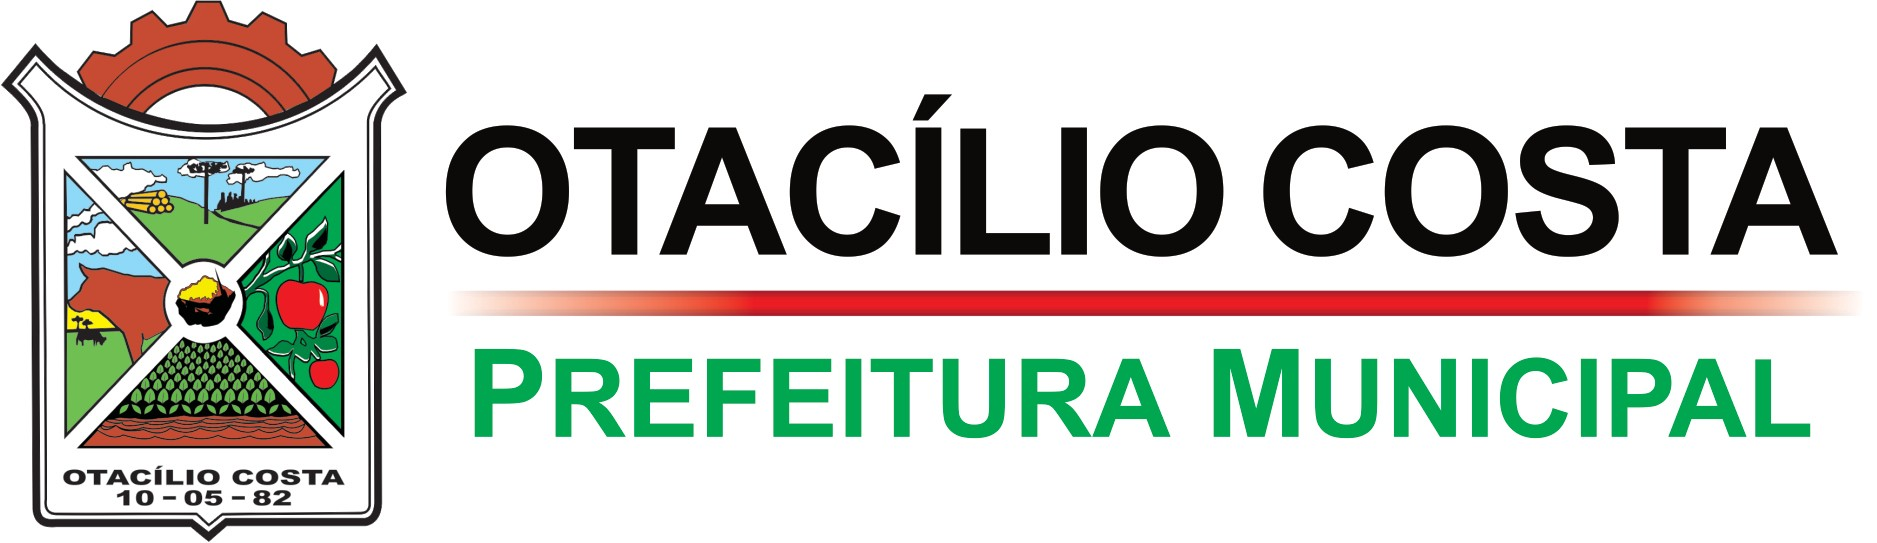 OTACÍLIO COSTA
PREFEITURA MUNICIPAL
OTACÍLIO COSTA
10 - 05 - 82